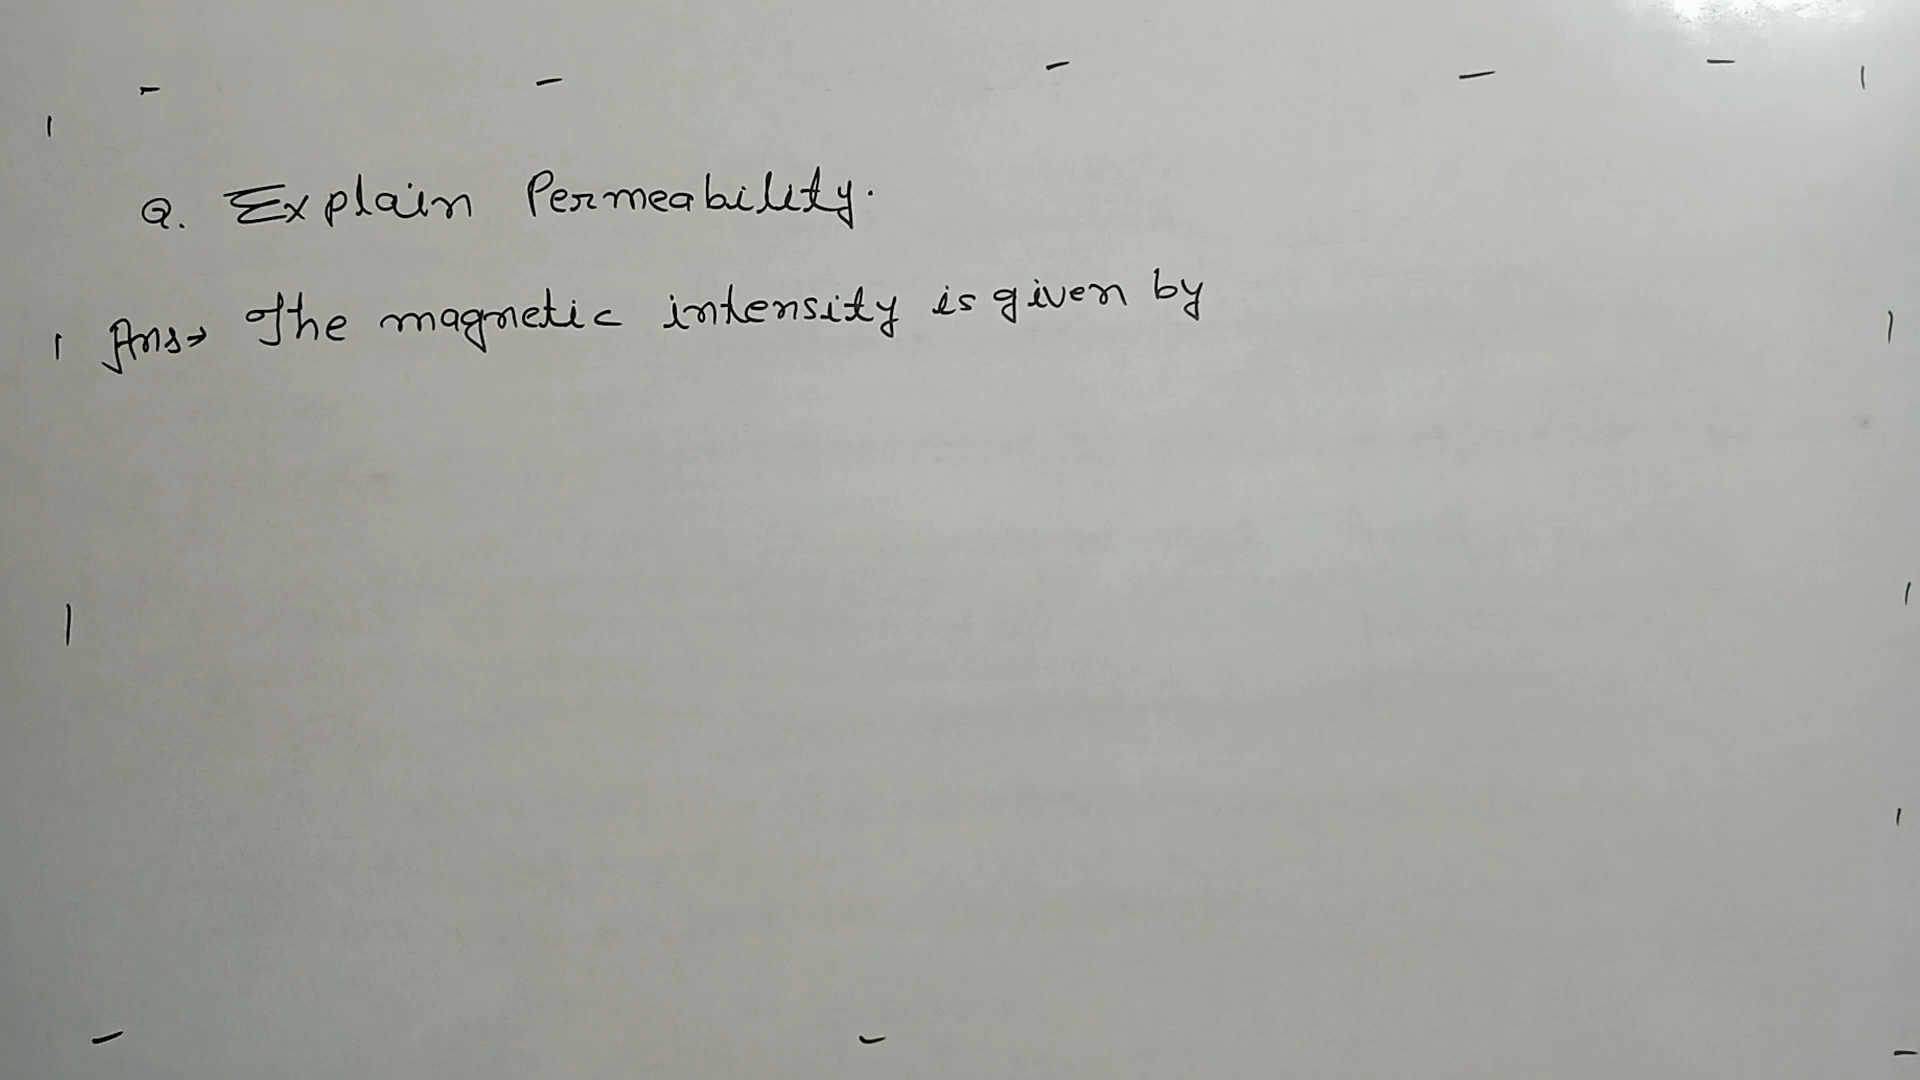 Q. Explain Permeability.
Ans→ The magnetic intensity is given by